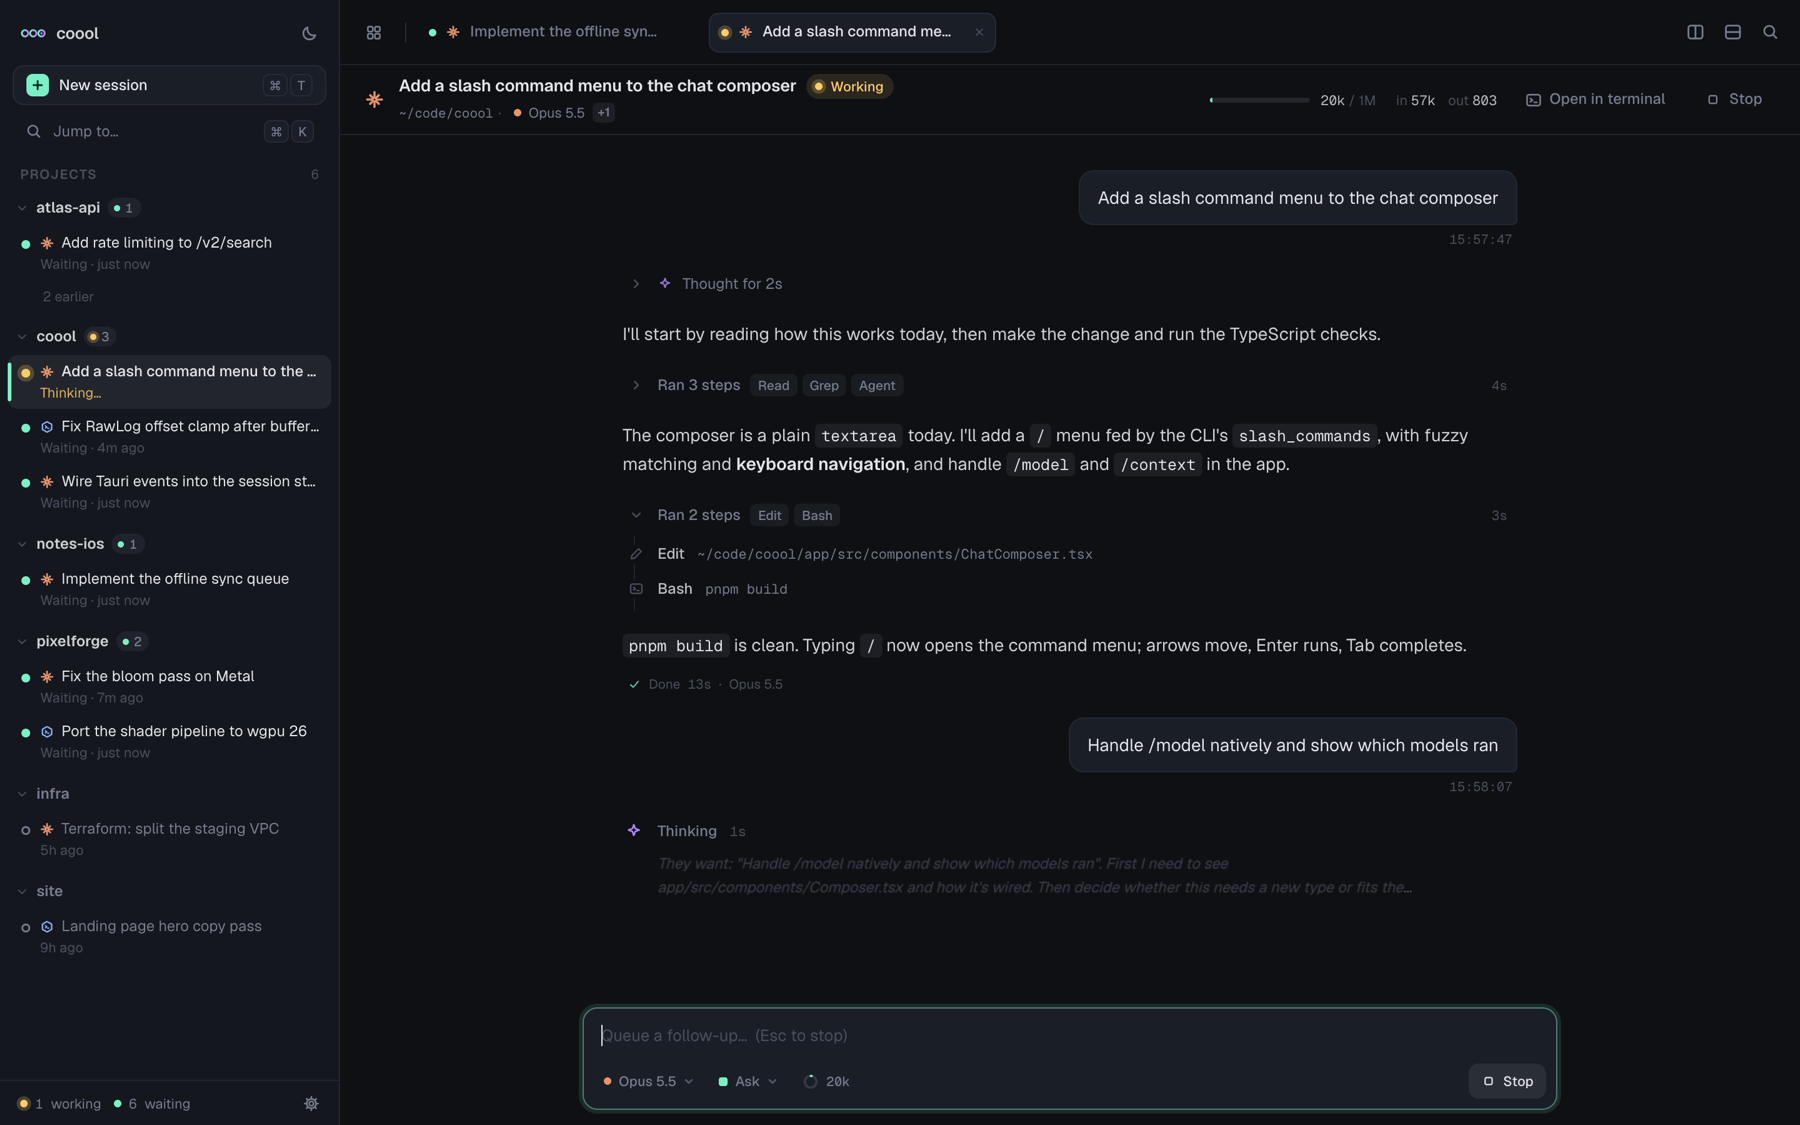 coool
New session ⌘ T
Jump to... ⌘ K
PROJECTS 6
atlas-api 1
Add rate limiting to /v2/search
Waiting · just now
2 earlier
coool 3
Add a slash command menu to the ...
Thinking...
Fix RawLog offset clamp after buffer...
Waiting · 4m ago
Wire Tauri events into the session st...
Waiting · just now
notes-ios 1
Implement the offline sync queue
Waiting · just now
pixelforge 2
Fix the bloom pass on Metal
Waiting · 7m ago
Port the shader pipeline to wgpu 26
Waiting · just now
infra
Terraform: split the staging VPC
5h ago
site
Landing page hero copy pass
9h ago
1 working 6 waiting
Implement the offline syn...
Add a slash command me... ×
Add a slash command menu to the chat composer Working
~/code/coool · Opus 5.5 +1
20k / 1M in 57k out 803 Open in terminal Stop
Add a slash command menu to the chat composer
15:57:47
Thought for 2s
I'll start by reading how this works today, then make the change and run the TypeScript checks.
Ran 3 steps Read Grep Agent 4s
The composer is a plain textarea today. I'll add a / menu fed by the CLI's slash_commands, with fuzzy
matching and keyboard navigation, and handle /model and /context in the app.
Ran 2 steps Edit Bash 3s
Edit ~/code/coool/app/src/components/ChatComposer.tsx
Bash pnpm build
pnpm build is clean. Typing / now opens the command menu; arrows move, Enter runs, Tab completes.
Done 13s · Opus 5.5
Handle /model natively and show which models ran
15:58:07
Thinking 1s
They want: "Handle /model natively and show which models ran". First I need to see
app/src/components/Composer.tsx and how it's wired. Then decide whether this needs a new type or fits the...
Queue a follow-up... (Esc to stop)
Opus 5.5 Ask 20k Stop